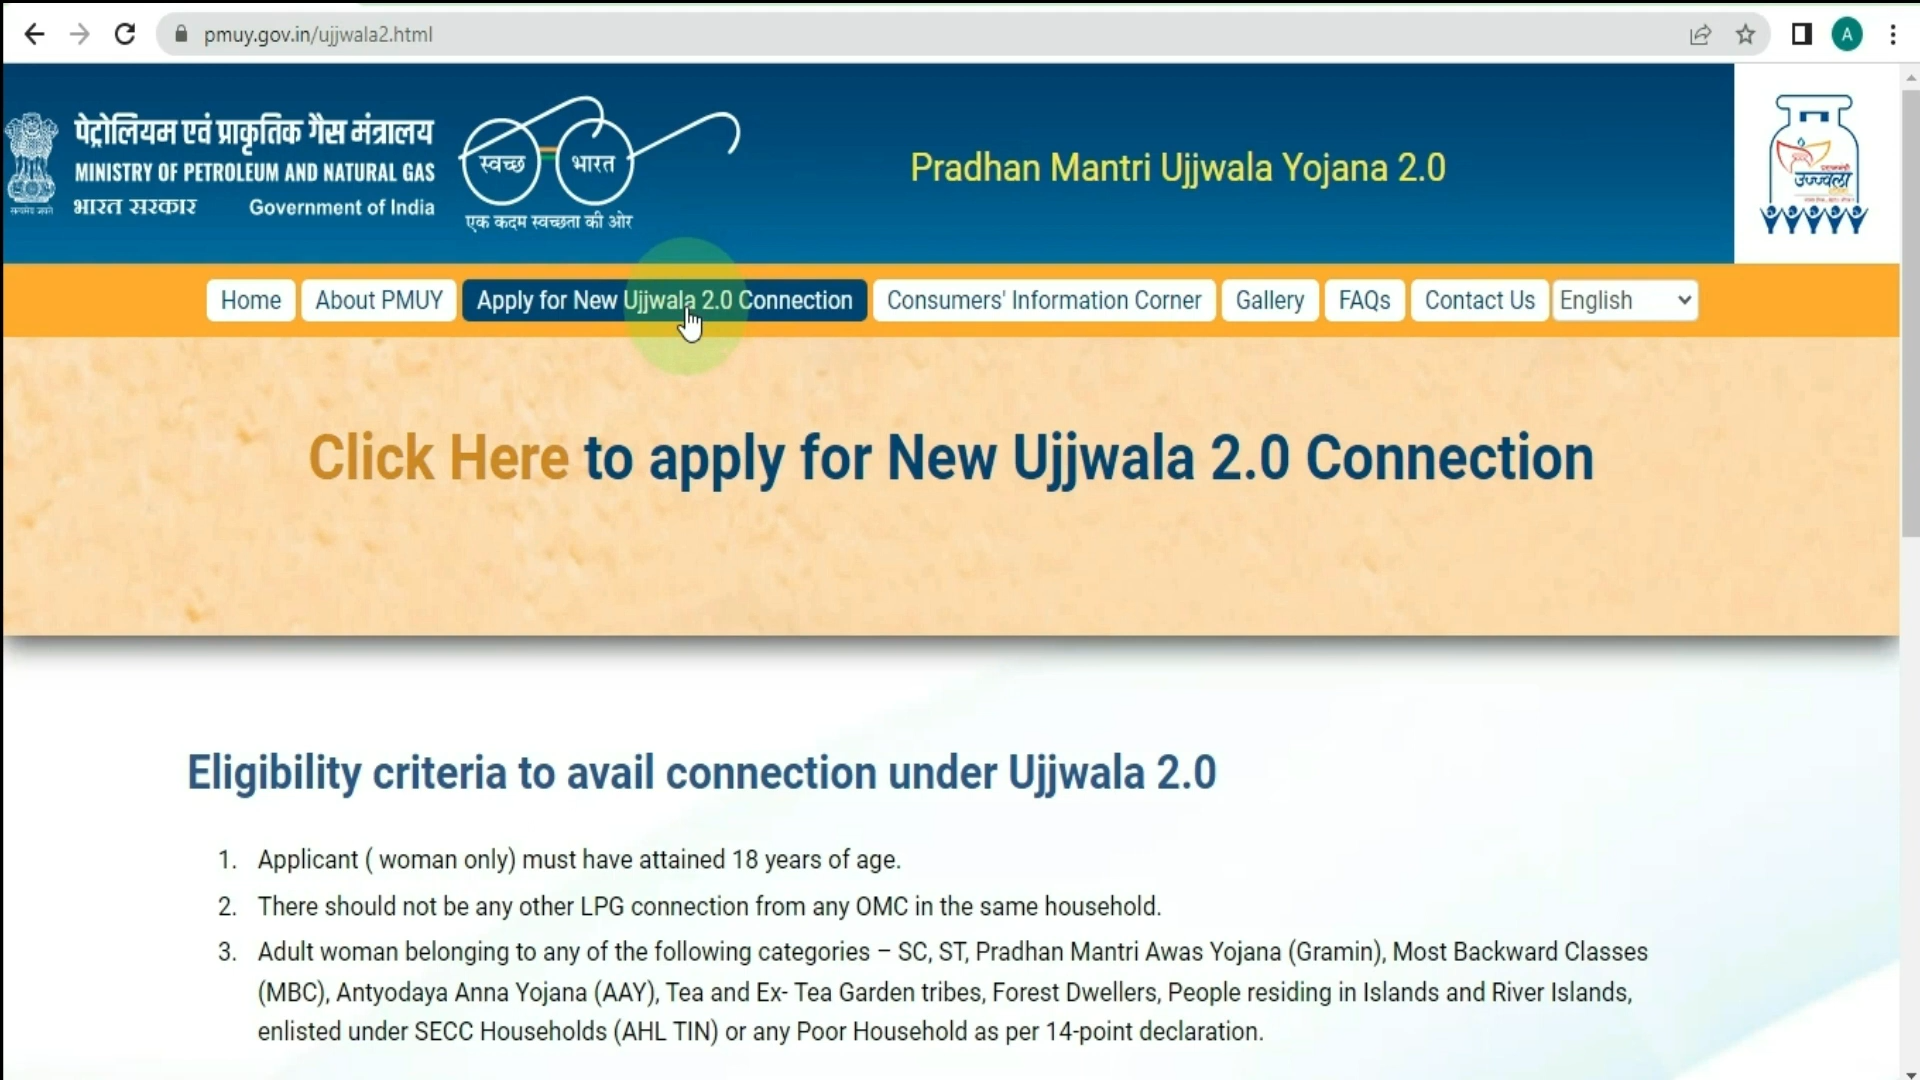 pmuy.gov.in/ujjwala2.html
A
पेट्रोलियम एवं प्राकृतिक गैस मंत्रालय
MINISTRY OF PETROLEUM AND NATURAL GAS
भारत सरकार Government of India
स्वच्छ भारत
एक कदम स्वच्छता की ओर
Pradhan Mantri Ujjwala Yojana 2.0
उज्ज्वला
Home About PMUY Apply for New Ujjwala 2.0 Connection Consumers' Information Corner Gallery FAQs Contact Us English
Click Here to apply for New Ujjwala 2.0 Connection
Eligibility criteria to avail connection under Ujjwala 2.0
1. Applicant ( woman only) must have attained 18 years of age.
2. There should not be any other LPG connection from any OMC in the same household.
3. Adult woman belonging to any of the following categories – SC, ST, Pradhan Mantri Awas Yojana (Gramin), Most Backward Classes
(MBC), Antyodaya Anna Yojana (AAY), Tea and Ex- Tea Garden tribes, Forest Dwellers, People residing in Islands and River Islands,
enlisted under SECC Households (AHL TIN) or any Poor Household as per 14-point declaration.